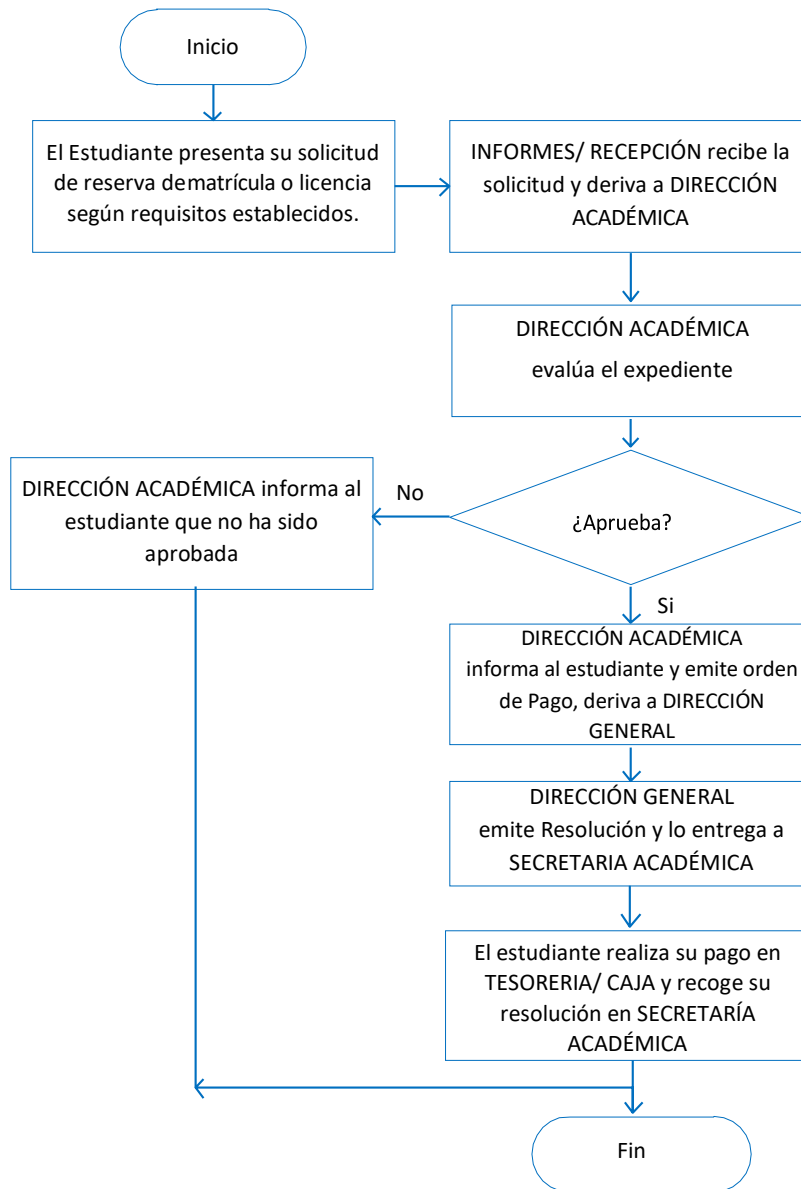 Inicio
El Estudiante presenta su solicitud
de reserva dematrícula o licencia
según requisitos establecidos.
INFORMES/ RECEPCIÓN recibe la
solicitud y deriva a DIRECCIÓN
ACADÉMICA
DIRECCIÓN ACADÉMICA
evalúa el expediente
¿Aprueba?
No
DIRECCIÓN ACADÉMICA informa al
estudiante que no ha sido
aprobada
Si
DIRECCIÓN ACADÉMICA
informa al estudiante y emite orden
de Pago, deriva a DIRECCIÓN
GENERAL
DIRECCIÓN GENERAL
emite Resolución y lo entrega a
SECRETARIA ACADÉMICA
El estudiante realiza su pago en
TESORERIA/ CAJA y recoge su
resolución en SECRETARÍA
ACADÉMICA
Fin